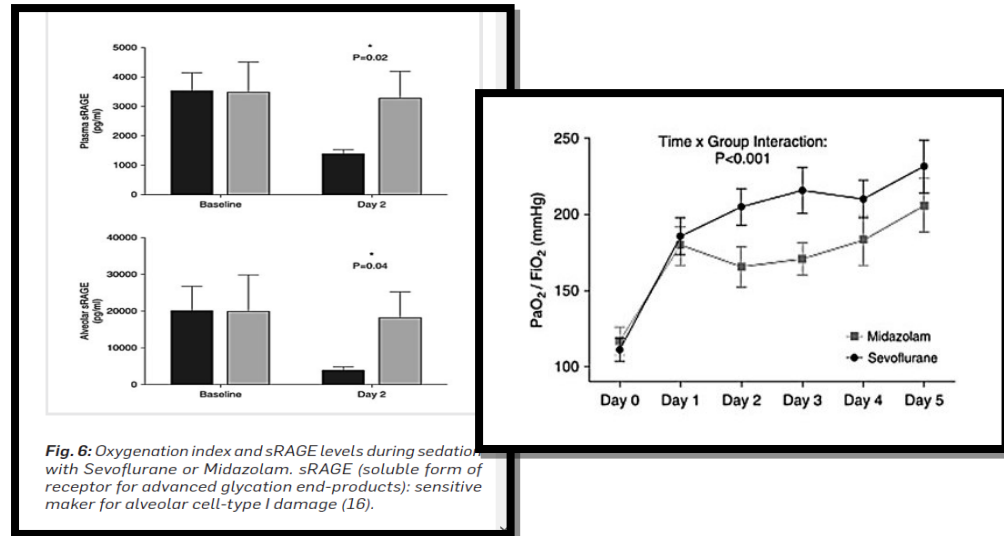 5000
4000
3000
2000
1000
0
Plasma sRAGE
(pg/ml)
*
P=0.02
Baseline
Day 2
40000
30000
20000
10000
0
Alveolar sRAGE
(pg/ml)
*
P=0.04
Baseline
Day 2
Fig. 6: Oxygenation index and sRAGE levels during sedation
with Sevoflurane or Midazolam. sRAGE (soluble form of
receptor for advanced glycation end-products): sensitive
maker for alveolar cell-type I damage (16).
250
200
150
100
PaO₂ / FiO₂ (mmHg)
Time x Group Interaction:
P<0.001
Midazolam
Sevoflurane
Day 0 Day 1 Day 2 Day 3 Day 4 Day 5